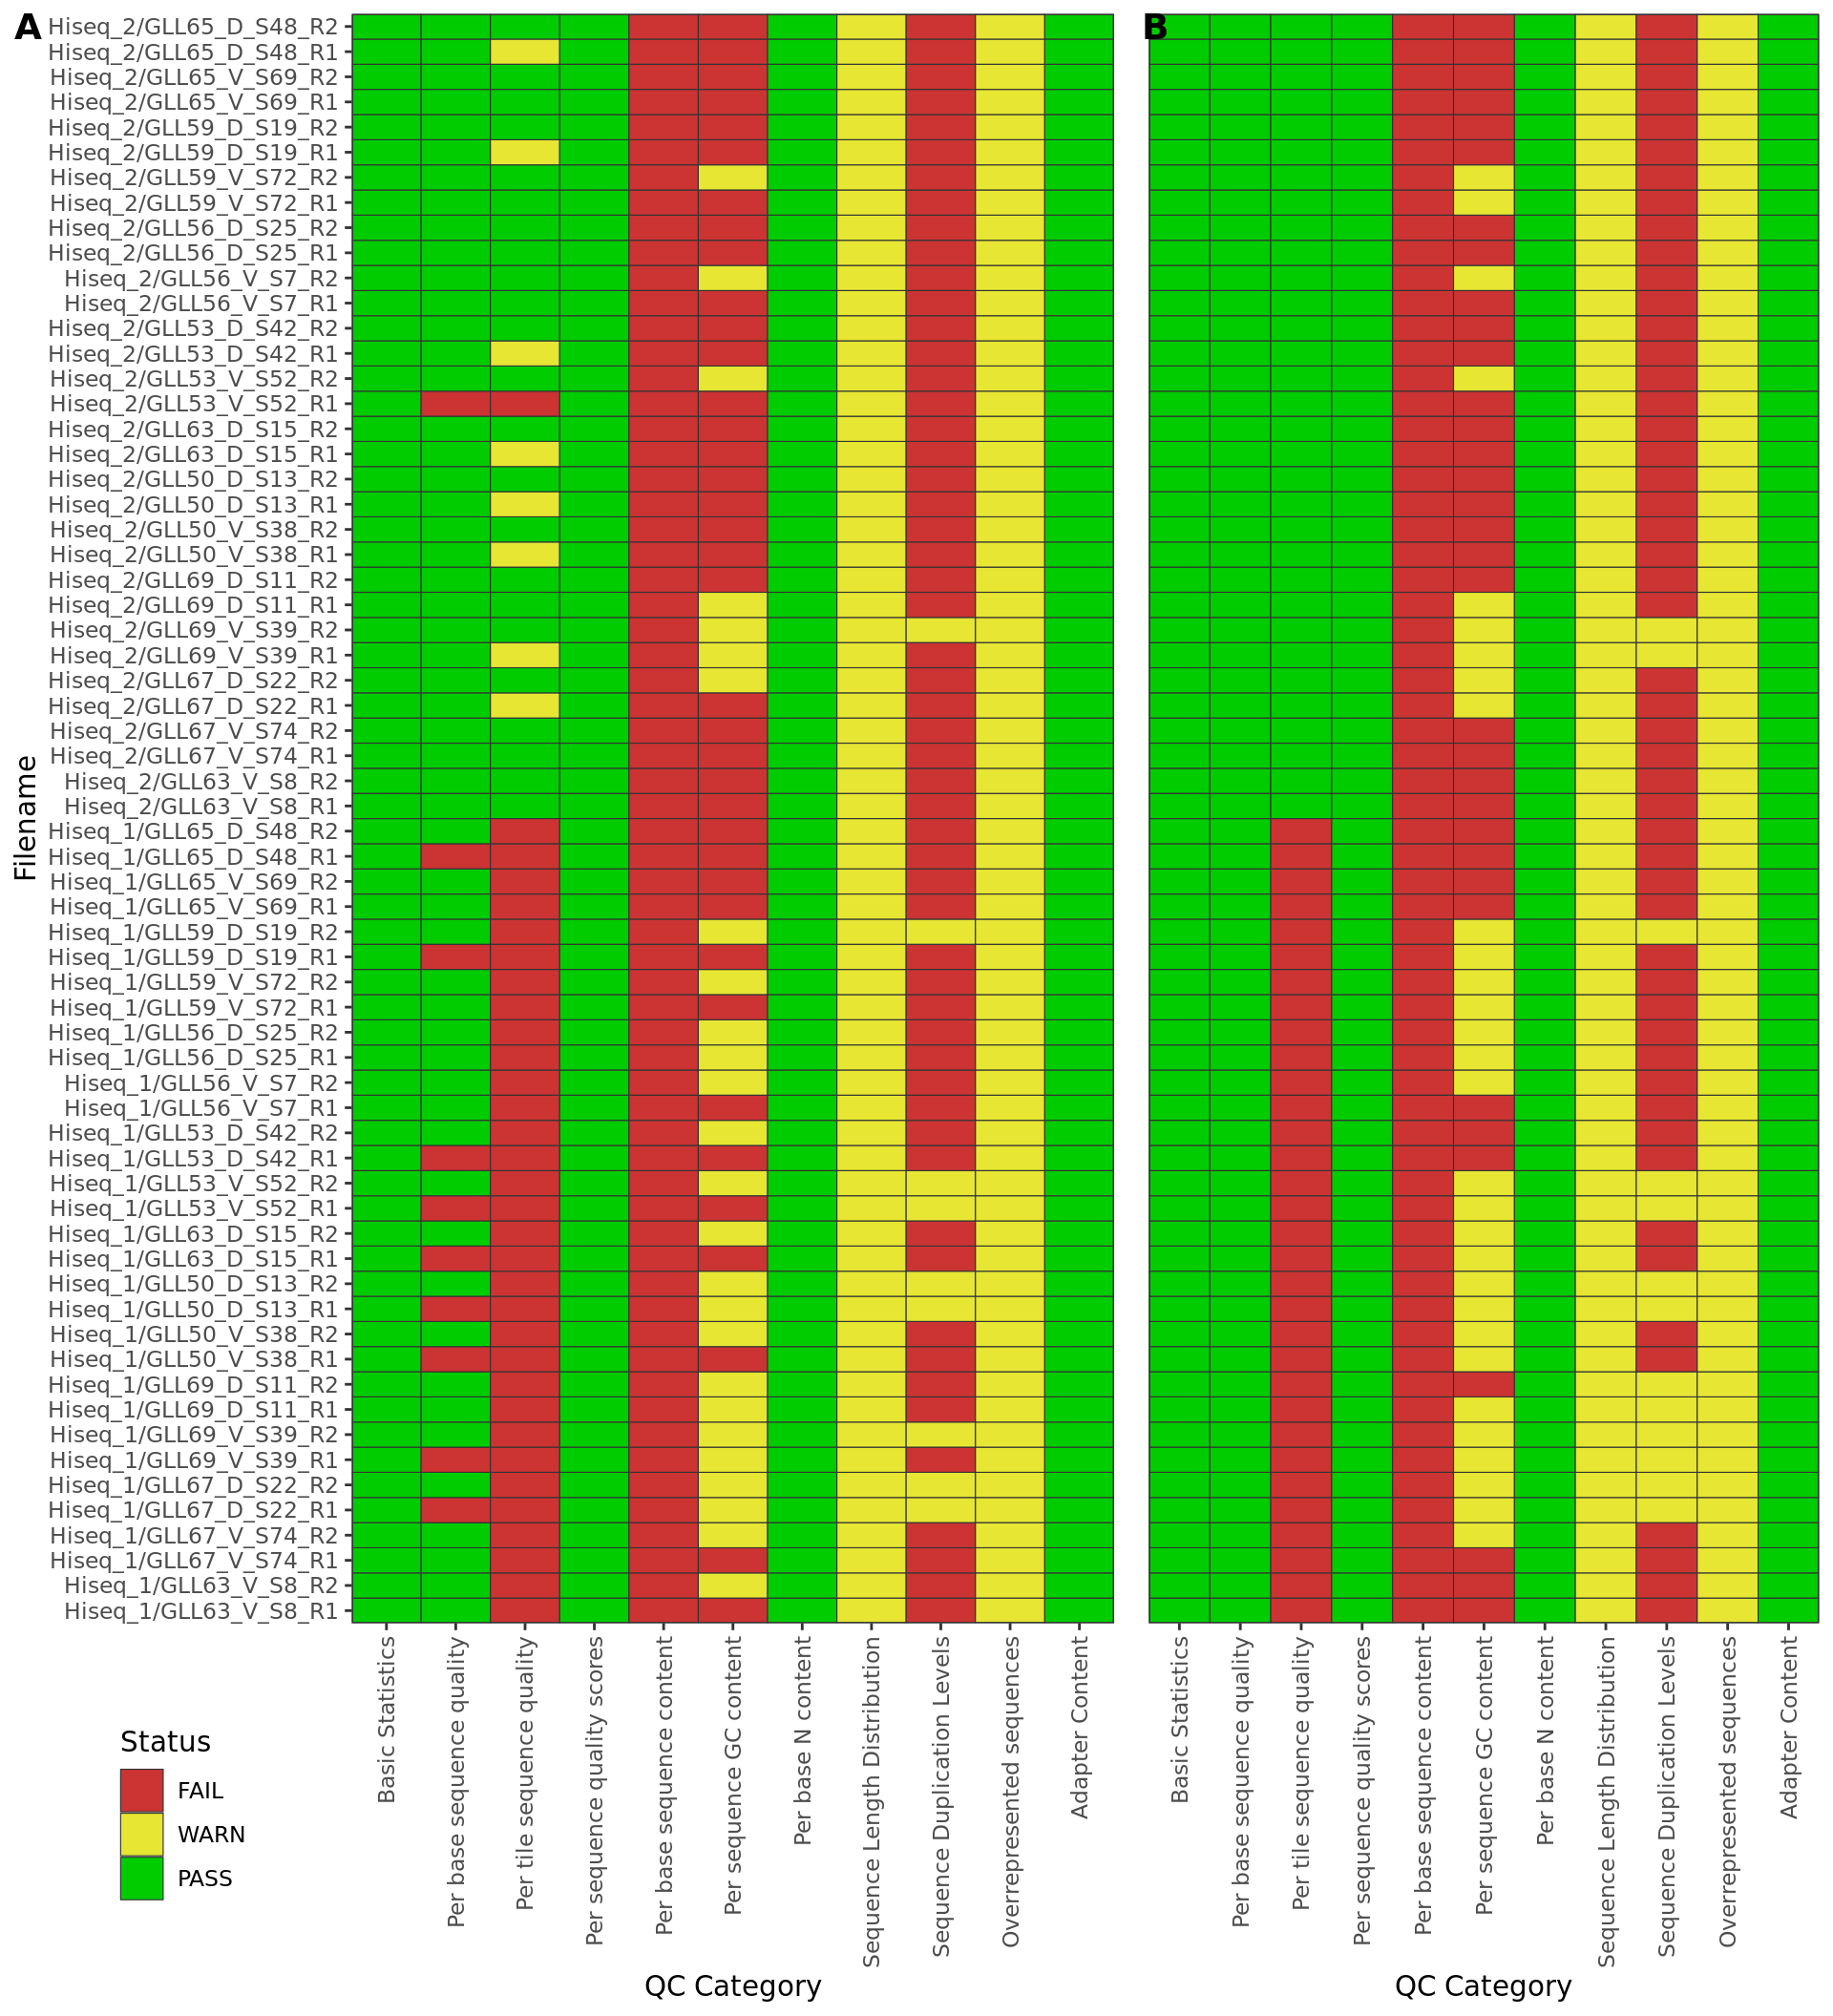 A
B
Filename
Hiseq_2/GLL65_D_S48_R2
Hiseq_2/GLL65_D_S48_R1
Hiseq_2/GLL65_V_S69_R2
Hiseq_2/GLL65_V_S69_R1
Hiseq_2/GLL59_D_S19_R2
Hiseq_2/GLL59_D_S19_R1
Hiseq_2/GLL59_V_S72_R2
Hiseq_2/GLL59_V_S72_R1
Hiseq_2/GLL56_D_S25_R2
Hiseq_2/GLL56_D_S25_R1
Hiseq_2/GLL56_V_S7_R2
Hiseq_2/GLL56_V_S7_R1
Hiseq_2/GLL53_D_S42_R2
Hiseq_2/GLL53_D_S42_R1
Hiseq_2/GLL53_V_S52_R2
Hiseq_2/GLL53_V_S52_R1
Hiseq_2/GLL63_D_S15_R2
Hiseq_2/GLL63_D_S15_R1
Hiseq_2/GLL50_D_S13_R2
Hiseq_2/GLL50_D_S13_R1
Hiseq_2/GLL50_V_S38_R2
Hiseq_2/GLL50_V_S38_R1
Hiseq_2/GLL69_D_S11_R2
Hiseq_2/GLL69_D_S11_R1
Hiseq_2/GLL69_V_S39_R2
Hiseq_2/GLL69_V_S39_R1
Hiseq_2/GLL67_D_S22_R2
Hiseq_2/GLL67_D_S22_R1
Hiseq_2/GLL67_V_S74_R2
Hiseq_2/GLL67_V_S74_R1
Hiseq_2/GLL63_V_S8_R2
Hiseq_2/GLL63_V_S8_R1
Hiseq_1/GLL65_D_S48_R2
Hiseq_1/GLL65_D_S48_R1
Hiseq_1/GLL65_V_S69_R2
Hiseq_1/GLL65_V_S69_R1
Hiseq_1/GLL59_D_S19_R2
Hiseq_1/GLL59_D_S19_R1
Hiseq_1/GLL59_V_S72_R2
Hiseq_1/GLL59_V_S72_R1
Hiseq_1/GLL56_D_S25_R2
Hiseq_1/GLL56_D_S25_R1
Hiseq_1/GLL56_V_S7_R2
Hiseq_1/GLL56_V_S7_R1
Hiseq_1/GLL53_D_S42_R2
Hiseq_1/GLL53_D_S42_R1
Hiseq_1/GLL53_V_S52_R2
Hiseq_1/GLL53_V_S52_R1
Hiseq_1/GLL63_D_S15_R2
Hiseq_1/GLL63_D_S15_R1
Hiseq_1/GLL50_D_S13_R2
Hiseq_1/GLL50_D_S13_R1
Hiseq_1/GLL50_V_S38_R2
Hiseq_1/GLL50_V_S38_R1
Hiseq_1/GLL69_D_S11_R2
Hiseq_1/GLL69_D_S11_R1
Hiseq_1/GLL69_V_S39_R2
Hiseq_1/GLL69_V_S39_R1
Hiseq_1/GLL67_D_S22_R2
Hiseq_1/GLL67_D_S22_R1
Hiseq_1/GLL67_V_S74_R2
Hiseq_1/GLL67_V_S74_R1
Hiseq_1/GLL63_V_S8_R2
Hiseq_1/GLL63_V_S8_R1
Basic Statistics
Per base sequence quality
Per tile sequence quality
Per sequence quality scores
Per base sequence content
Per sequence GC content
Per base N content
Sequence Length Distribution
Sequence Duplication Levels
Overrepresented sequences
Adapter Content
QC Category
Basic Statistics
Per base sequence quality
Per tile sequence quality
Per sequence quality scores
Per base sequence content
Per sequence GC content
Per base N content
Sequence Length Distribution
Sequence Duplication Levels
Overrepresented sequences
Adapter Content
QC Category
Status
FAIL
WARN
PASS